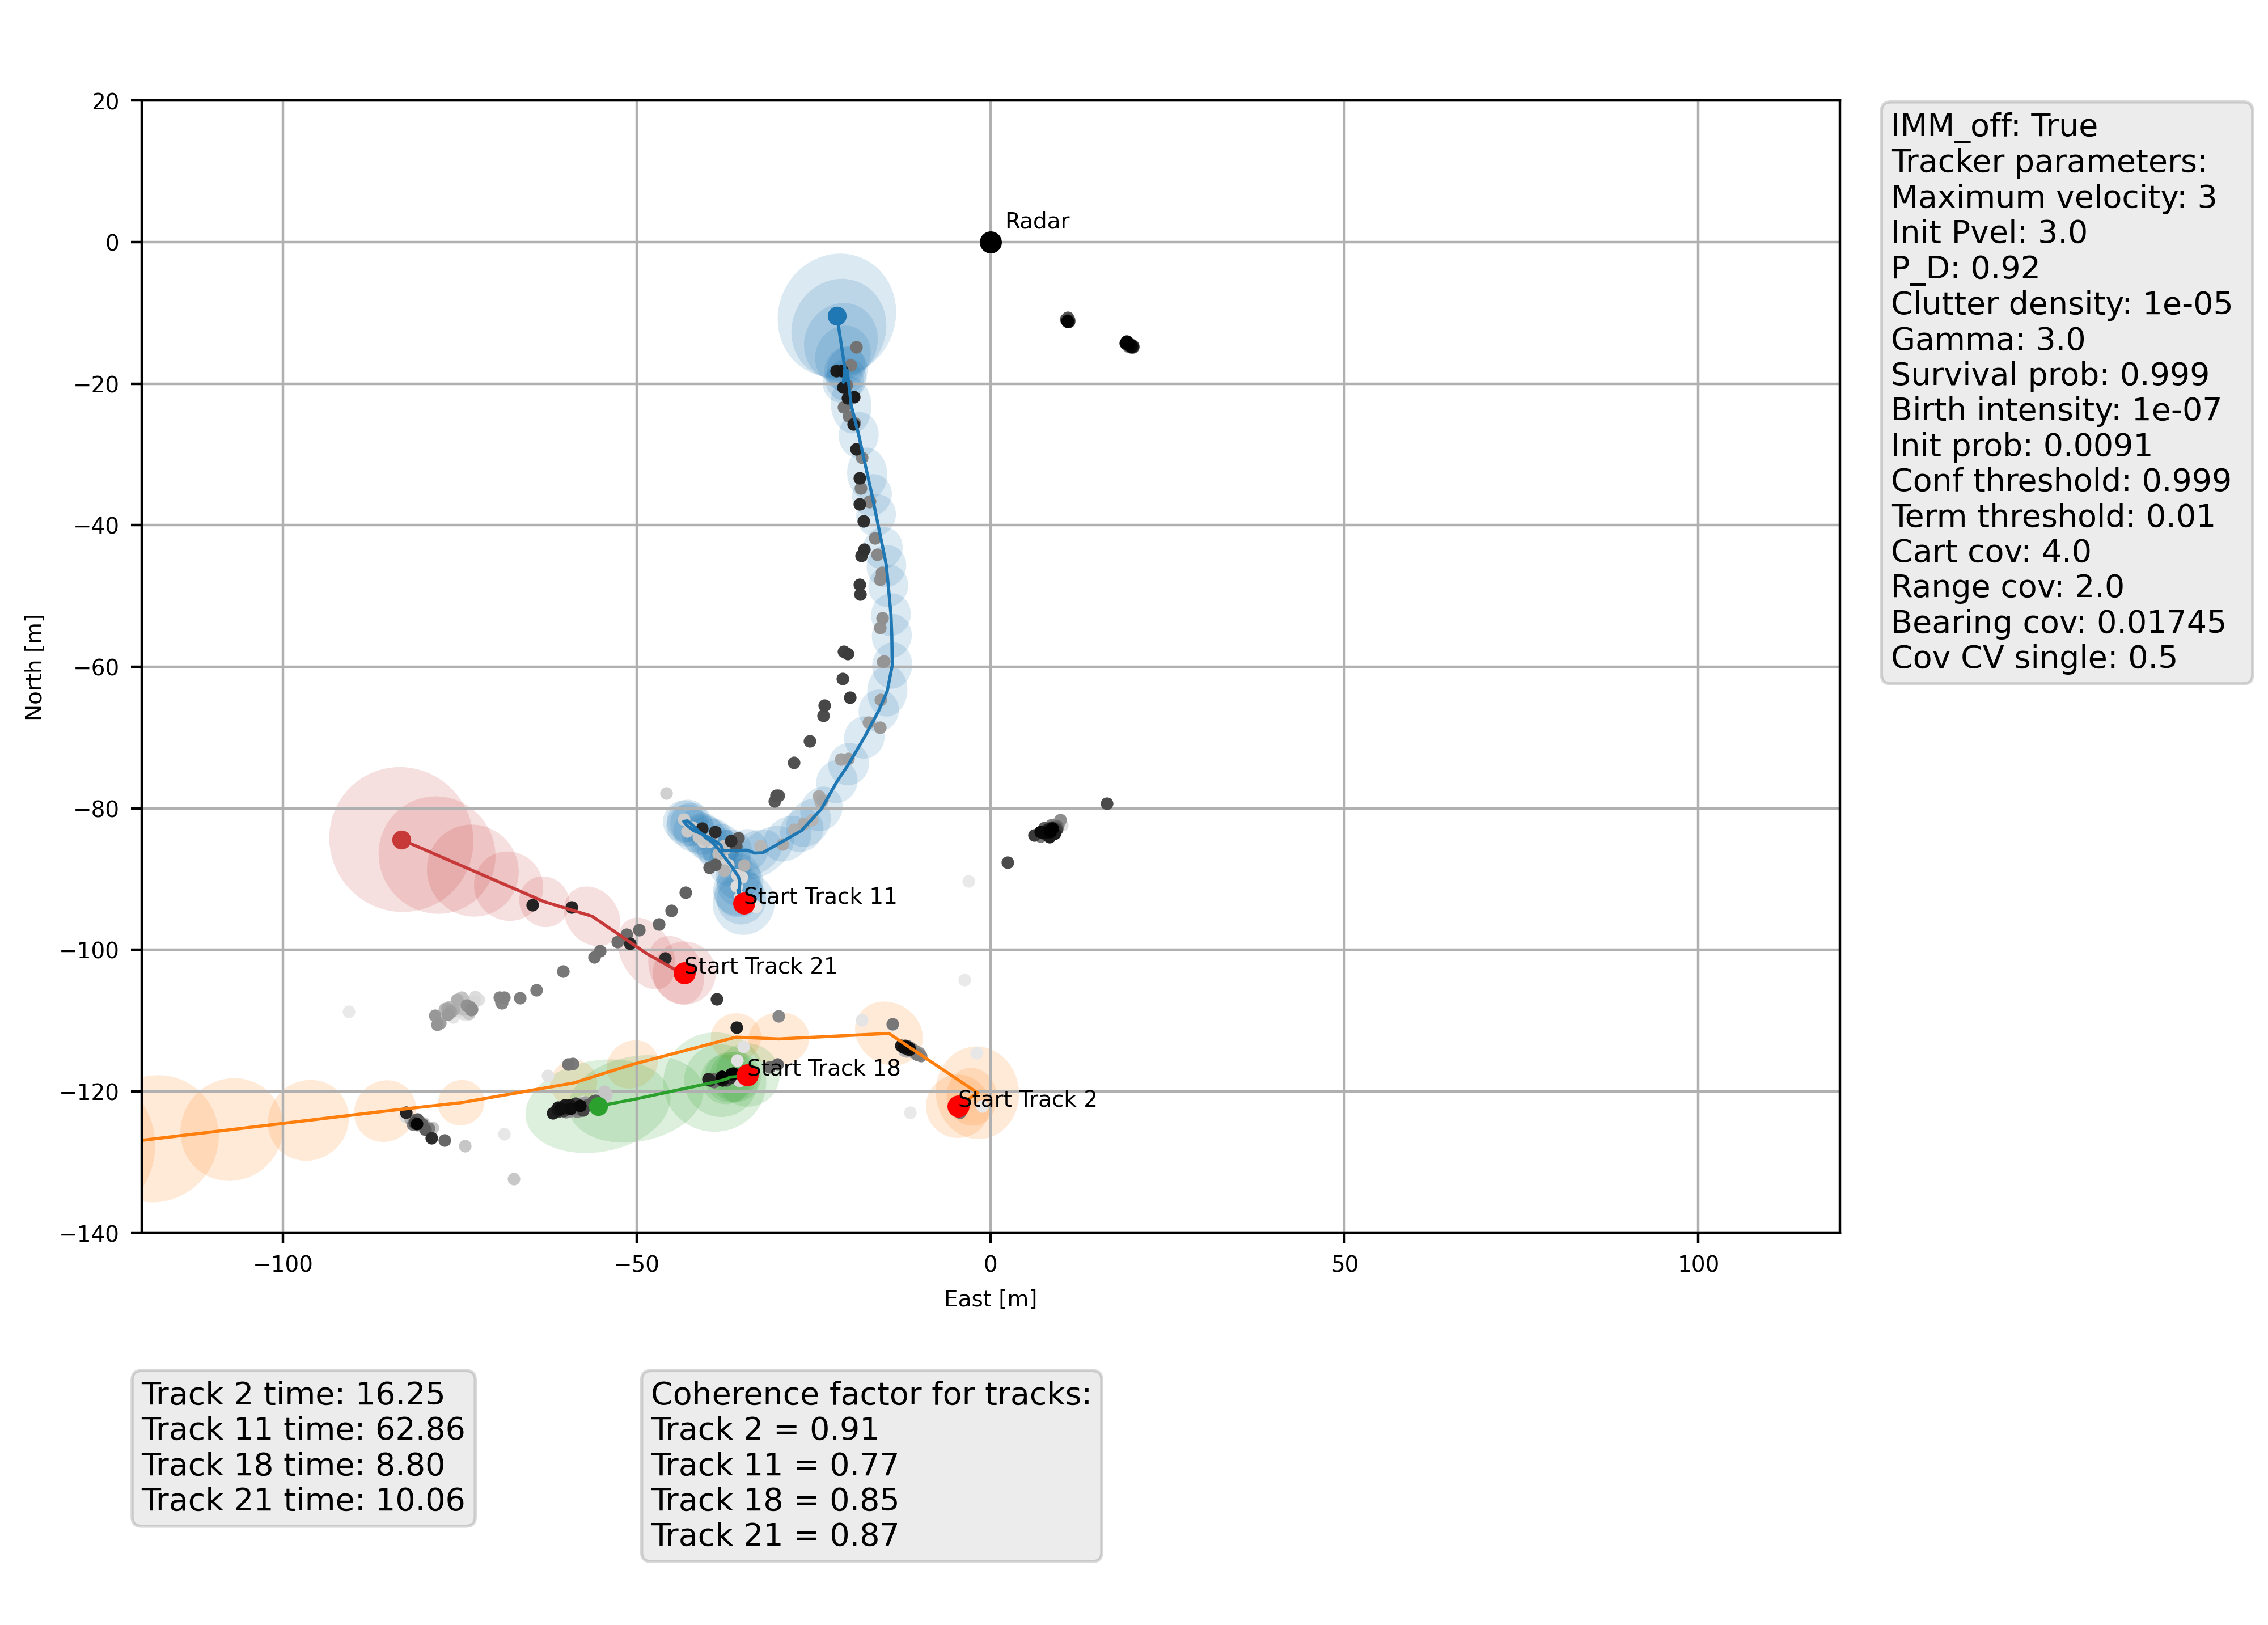 20
0
−20
−40
−60
−80
−100
−120
−140
−100
−50
0
50
100
North [m]
East [m]
Radar
Start Track 11
Start Track 21
Start Track 18
Start Track 2
IMM_off: True
Tracker parameters:
Maximum velocity: 3
Init Pvel: 3.0
P_D: 0.92
Clutter density: 1e-05
Gamma: 3.0
Survival prob: 0.999
Birth intensity: 1e-07
Init prob: 0.0091
Conf threshold: 0.999
Term threshold: 0.01
Cart cov: 4.0
Range cov: 2.0
Bearing cov: 0.01745
Cov CV single: 0.5
Track 2 time: 16.25
Track 11 time: 62.86
Track 18 time: 8.80
Track 21 time: 10.06
Coherence factor for tracks:
Track 2 = 0.91
Track 11 = 0.77
Track 18 = 0.85
Track 21 = 0.87